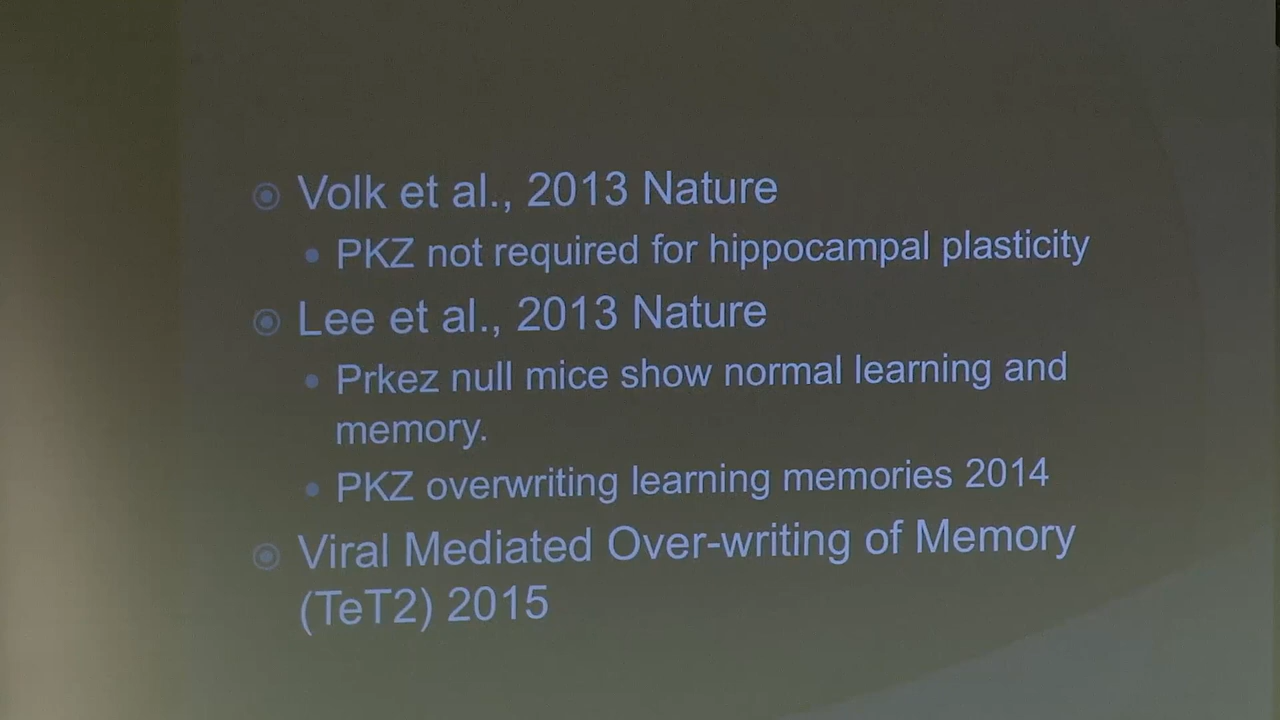 Volk et al., 2013 Nature
PKZ not required for hippocampal plasticity
Lee et al., 2013 Nature
Prkez null mice show normal learning and
memory.
PKZ overwriting learning memories 2014
Viral Mediated Over-writing of Memory
(TeT2) 2015